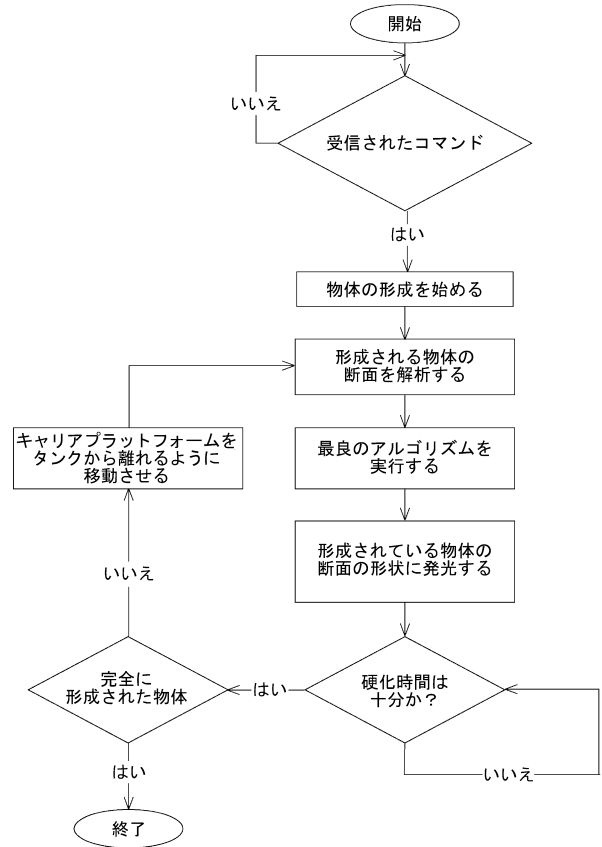 開始
いいえ
受信されたコマンド
はい
物体の形成を始める
形成される物体の
断面を解析する
キャリアプラットフォームを
タンクから離れるように
移動させる
最良のアルゴリズムを
実行する
形成されている物体の
断面の形状に発光する
いいえ
完全に
形成された物体
はい
硬化時間は
十分か?
はい
いいえ
終了